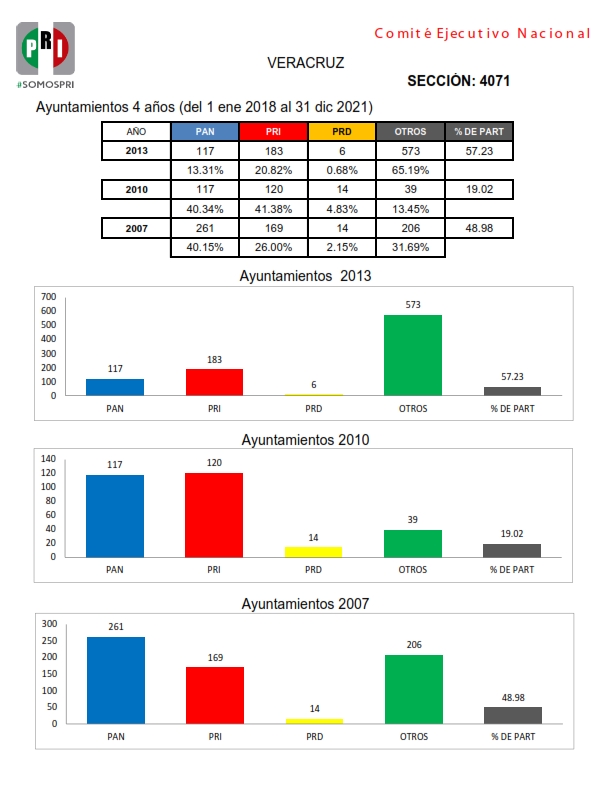 Comité Ejecutivo Nacional
PRI
#SOMOSPRI
VERACRUZ
SECCIÓN: 4071
Ayuntamientos 4 años (del 1 ene 2018 al 31 dic 2021)
AÑO PAN PRI PRD OTROS % DE PART
2013 117 183 6 573 57.23
13.31% 20.82% 0.68% 65.19%
2010 117 120 14 39 19.02
40.34% 41.38% 4.83% 13.45%
2007 261 169 14 206 48.98
40.15% 26.00% 2.15% 31.69%
Ayuntamientos 2013
700
600
500
400
300
200
100
0
117 183 6 573 57.23
PAN PRI PRD OTROS % DE PART
Ayuntamientos 2010
140
120
100
80
60
40
20
0
117 120 14 39 19.02
PAN PRI PRD OTROS % DE PART
Ayuntamientos 2007
300
250
200
150
100
50
0
261 169 14 206 48.98
PAN PRI PRD OTROS % DE PART